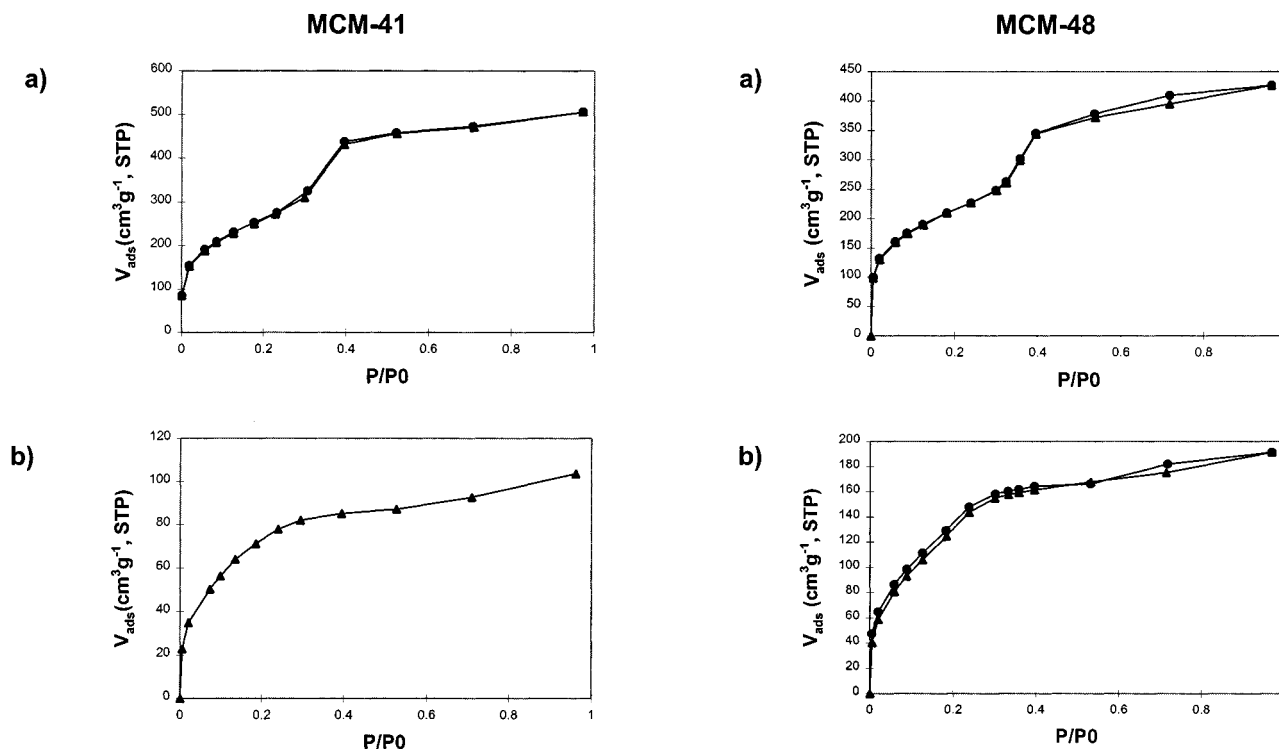 MCM-41
MCM-48
a)
600
500
400
300
200
100
0
V_ads(cm³g⁻¹, STP)
0 0.2 0.4 0.6 0.8 1
P/P0
a)
450
400
350
300
250
200
150
100
50
0
V_ads (cm³g⁻¹, STP)
0 0.2 0.4 0.6 0.8
P/P0
b)
120
100
80
60
40
20
0
V_ads(cm³g⁻¹, STP)
0 0.2 0.4 0.6 0.8 1
P/P0
b)
200
180
160
140
120
100
80
60
40
20
0
V_ads (cm³g⁻¹, STP)
0 0.2 0.4 0.6 0.8
P/P0